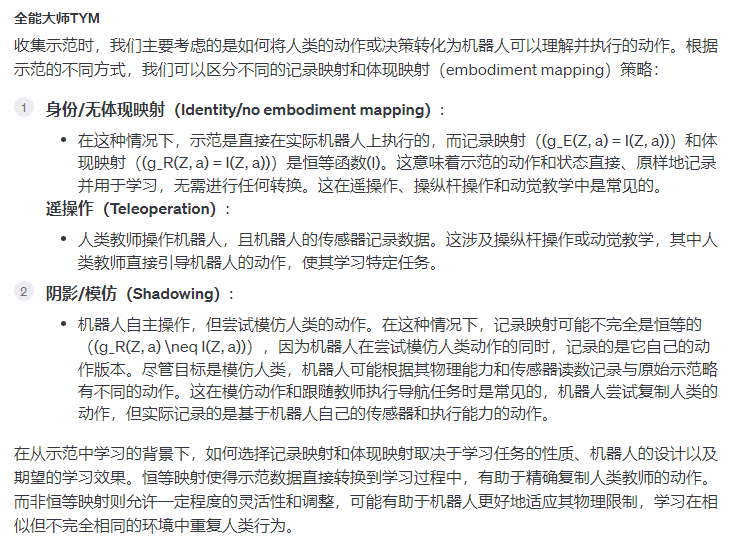 全能大师TYM
收集示范时，我们主要考虑的是如何将人类的动作或决策转化为机器人可以理解并执行的动作。根据
示范的不同方式，我们可以区分不同的记录映射和体现映射（embodiment mapping）策略：
1 身份/无体现映射（Identity/no embodiment mapping）：
• 在这种情况下，示范是直接在实际机器人上执行的，而记录映射（(g_E(Z, a) = I(Z, a))）和体
现映射（(g_R(Z, a) = I(Z, a))）是恒等函数(I)。这意味着示范的动作和状态直接、原样地记录
并用于学习，无需进行任何转换。这在遥操作、操纵杆操作和动觉教学中是常见的。
遥操作（Teleoperation）：
• 人类教师操作机器人，且机器人的传感器记录数据。这涉及操纵杆操作或动觉教学，其中人
类教师直接引导机器人的动作，使其学习特定任务。
2 阴影/模仿（Shadowing）：
• 机器人自主操作，但尝试模仿人类的动作。在这种情况下，记录映射可能不完全是恒等的
（(g_R(Z, a) \neq I(Z, a))），因为机器人在尝试模仿人类动作的同时，记录的是它自己的动
作版本。尽管目标是模仿人类，机器人可能根据其物理能力和传感器读数记录与原始示范略
有不同的动作。这在模仿动作和跟随教师执行导航任务时是常见的，机器人尝试复制人类的
动作，但实际记录的是基于机器人自己的传感器和执行能力的动作。
在从示范中学习的背景下，如何选择记录映射和体现映射取决于学习任务的性质、机器人的设计以及
期望的学习效果。恒等映射使得示范数据直接转换到学习过程中，有助于精确复制人类教师的动作。
而非恒等映射则允许一定程度的灵活性和调整，可能有助于机器人更好地适应其物理限制，学习在相
似但不完全相同的环境中重复人类行为。